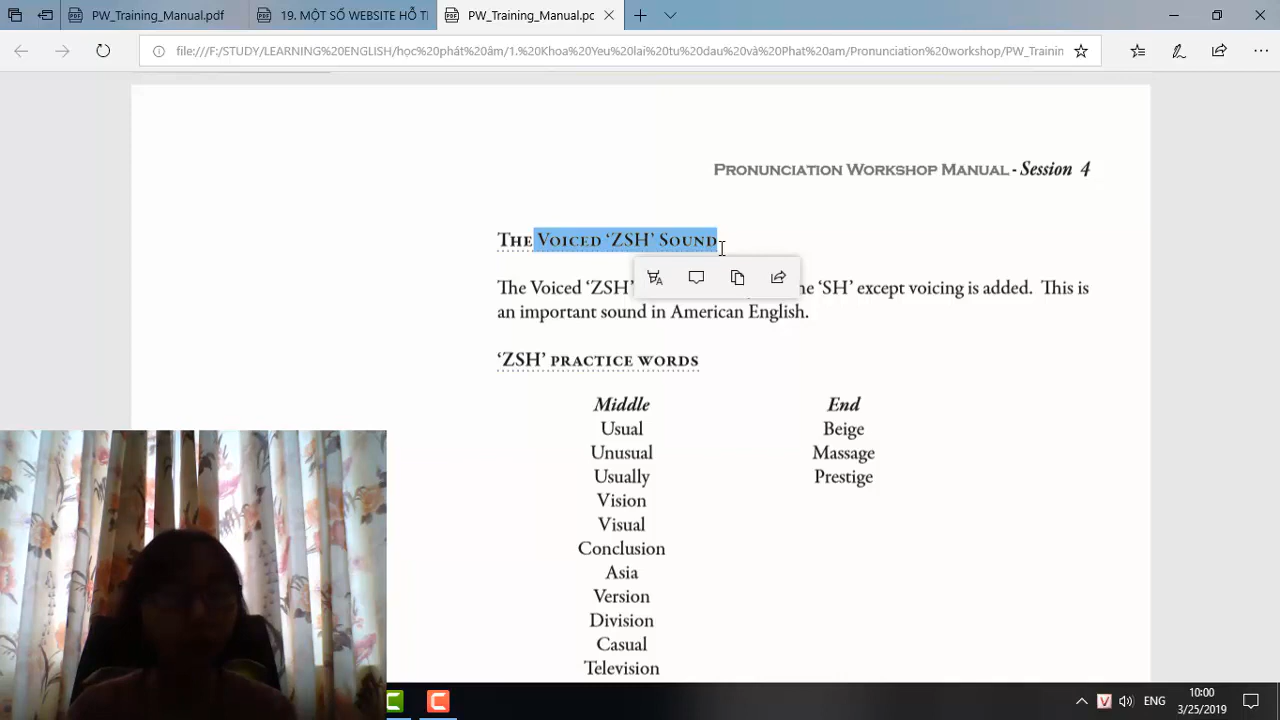 PW_Training_Manual.pdf
19. MỘT SỐ WEBSITE HỖ T
PW_Training_Manual.pd
file:///F:/STUDY/LEARNING%20ENGLISH/học%20phát%20âm/1.%20Khoa%20Yeu%20lai%20tu%20dau%20và%20Phat%20am/Pronunciation%20workshop/PW_Trainin
Pronunciation Workshop Manual - Session 4
The Voiced ‘ZSH’ Sound
The Voiced ‘ZSH’ he ‘SH’ except voicing is added. This is
an important sound in American English.
‘ZSH’ practice words
Middle End
Usual Beige
Unusual Massage
Usually Prestige
Vision
Visual
Conclusion
Asia
Version
Division
Casual
Television
ENG
10:00
3/25/2019